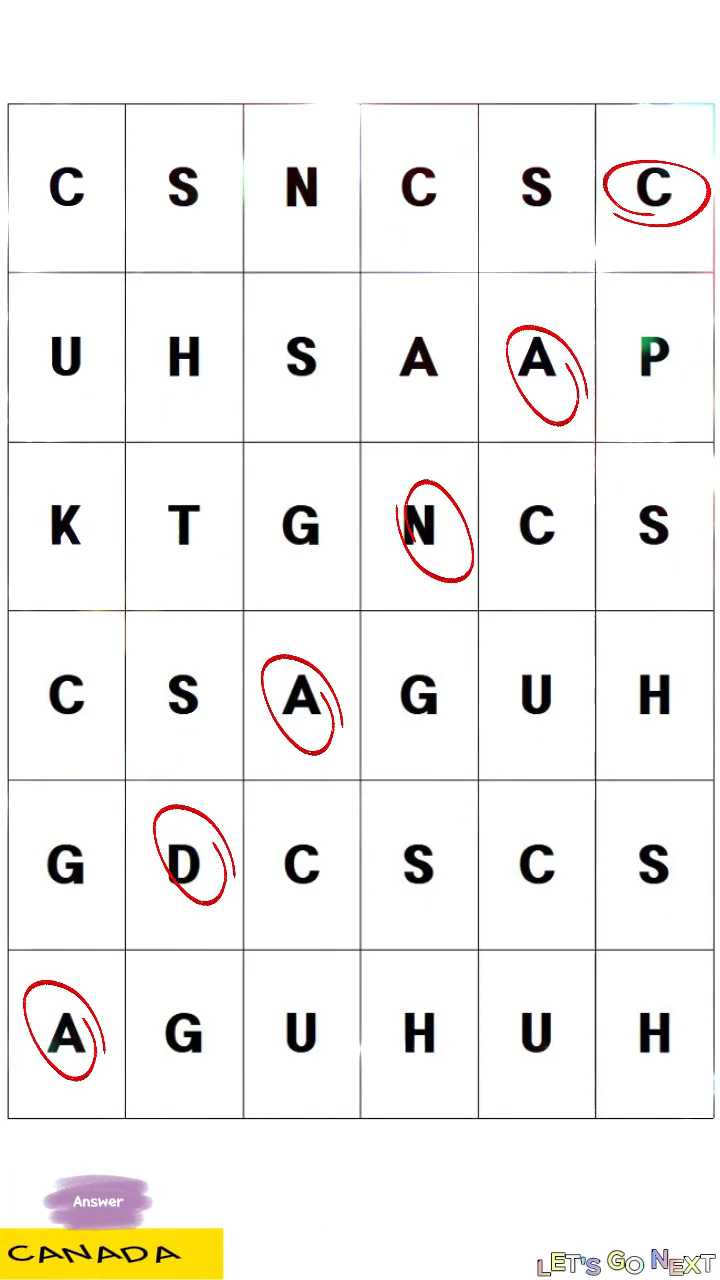 C S N C S C
U H S A A P
K T G N C S
C S A G U H
G D C S C S
A G U H U H
Answer
CANADA
LET'S GO NEXT